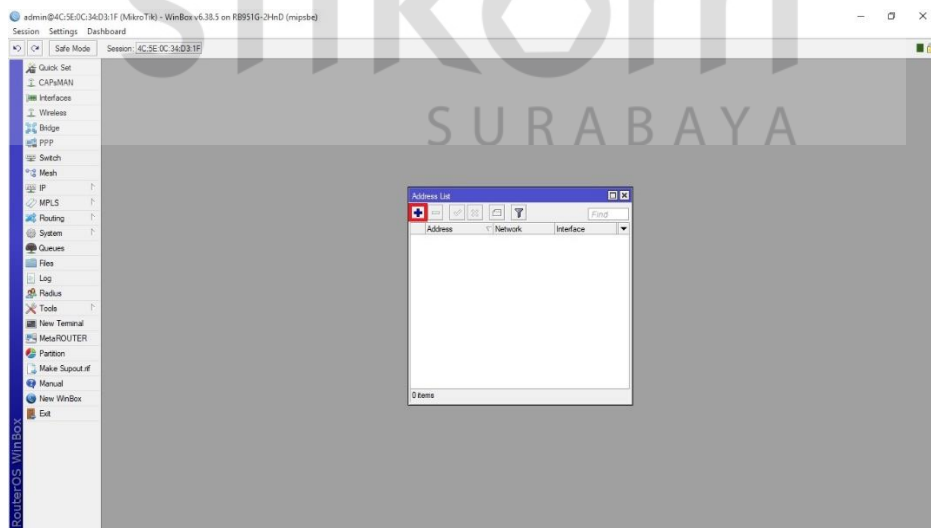 admin@4C:5E:0C:34:D3:1F (MikroTik) - WinBox v6.38.5 on RB951G-2HnD (mipsbe)
Session Settings Dashboard
Safe Mode Session: 4C:5E:0C:34:D3:1F
SURABAYA
Quick Set
CAPsMAN
Interfaces
Wireless
Bridge
PPP
Switch
Mesh
IP
MPLS
Routing
System
Queues
Files
Log
Radius
Tools
New Terminal
MetaROUTER
Partition
Make Supout.rif
Manual
New WinBox
Exit
RouterOS WinBox
Address List
Find
Address Network Interface
0 items